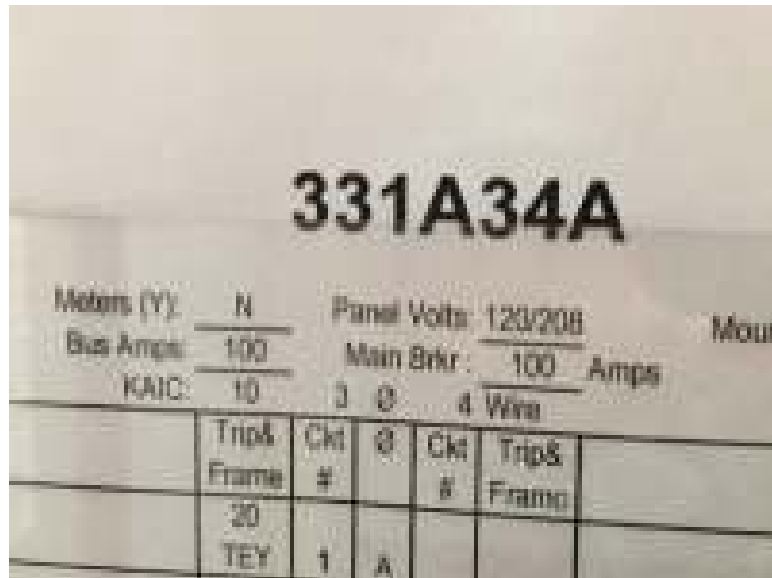 331A34A
Meters (Y): N Panel Volts: 120/208 Moun
Bus Amps: 100 Main Brkr : 100 Amps
KAIC: 10 3 Ø 4 Wire
Trip& Ckt Ø Ckt Trip&
Frame # # Frame
20
TEY 1 A